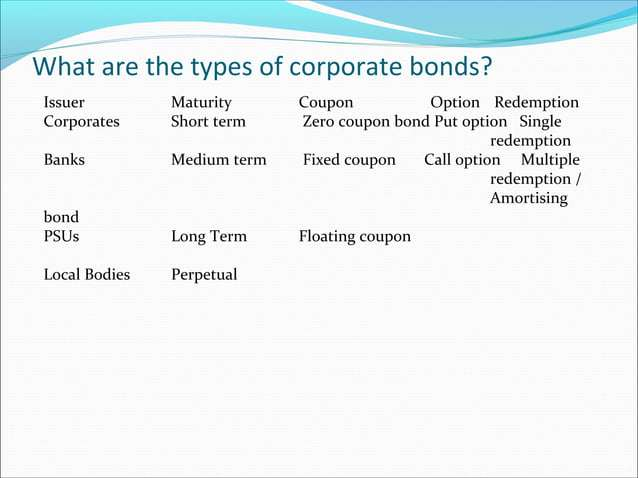 What are the types of corporate bonds?
Issuer Maturity Coupon Option Redemption
Corporates Short term Zero coupon bond Put option Single
redemption
Banks Medium term Fixed coupon Call option Multiple
redemption /
Amortising
bond
PSUs Long Term Floating coupon
Local Bodies Perpetual